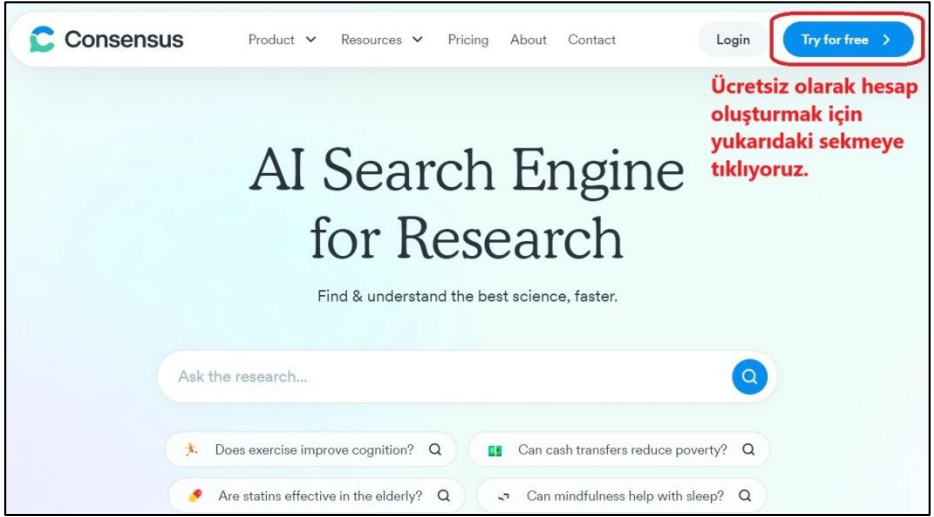 Consensus
Product Resources Pricing About Contact Login Try for free
Ücretsiz olarak hesap
oluşturmak için
yukarıdaki sekmeye
tıklıyoruz.
AI Search Engine
for Research
Find & understand the best science, faster.
Ask the research...
Does exercise improve cognition? Can cash transfers reduce poverty?
Are statins effective in the elderly? Can mindfulness help with sleep?